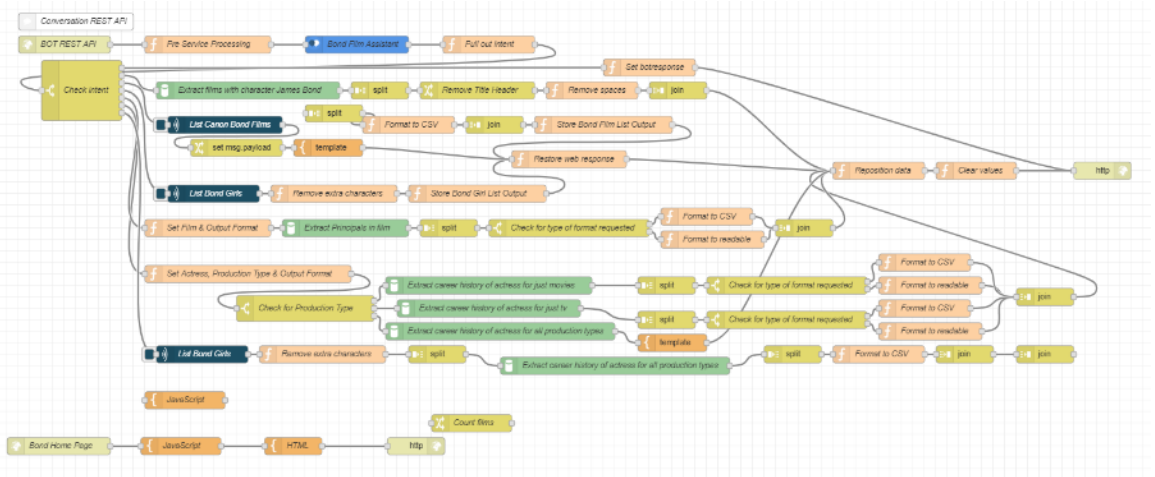 Conversation REST API
BOT REST API
Pre Service Processing
Bond Film Assistant
Pull out Intent
Set botresponse
Check Intent
Extract films with character James Bond
split
Remove Title Header
Remove spaces
join
split
List Canon Bond Films
Format to CSV
join
Store Bond Film List Output
set msg.payload
template
Restore web response
Reposition data
Clear values
http
List Bond Girls
Remove extra characters
Store Bond Girl List Output
Format to CSV
Set Film & Output Format
Extract Principals in film
split
Check for type of format requested
join
Format to readable
Format to CSV
Set Actress, Production Type & Output Format
Extract career history of actress for just movies
split
Check for type of format requested
Format to readable
join
Check for Production Type
Extract career history of actress for just tv
Format to CSV
split
Check for type of format requested
Extract career history of actress for all production types
Format to readable
template
List Bond Girls
Remove extra characters
split
split
Format to CSV
join
join
Extract career history of actress for all production types
JavaScript
Count films
Bond Home Page
JavaScript
HTML
http